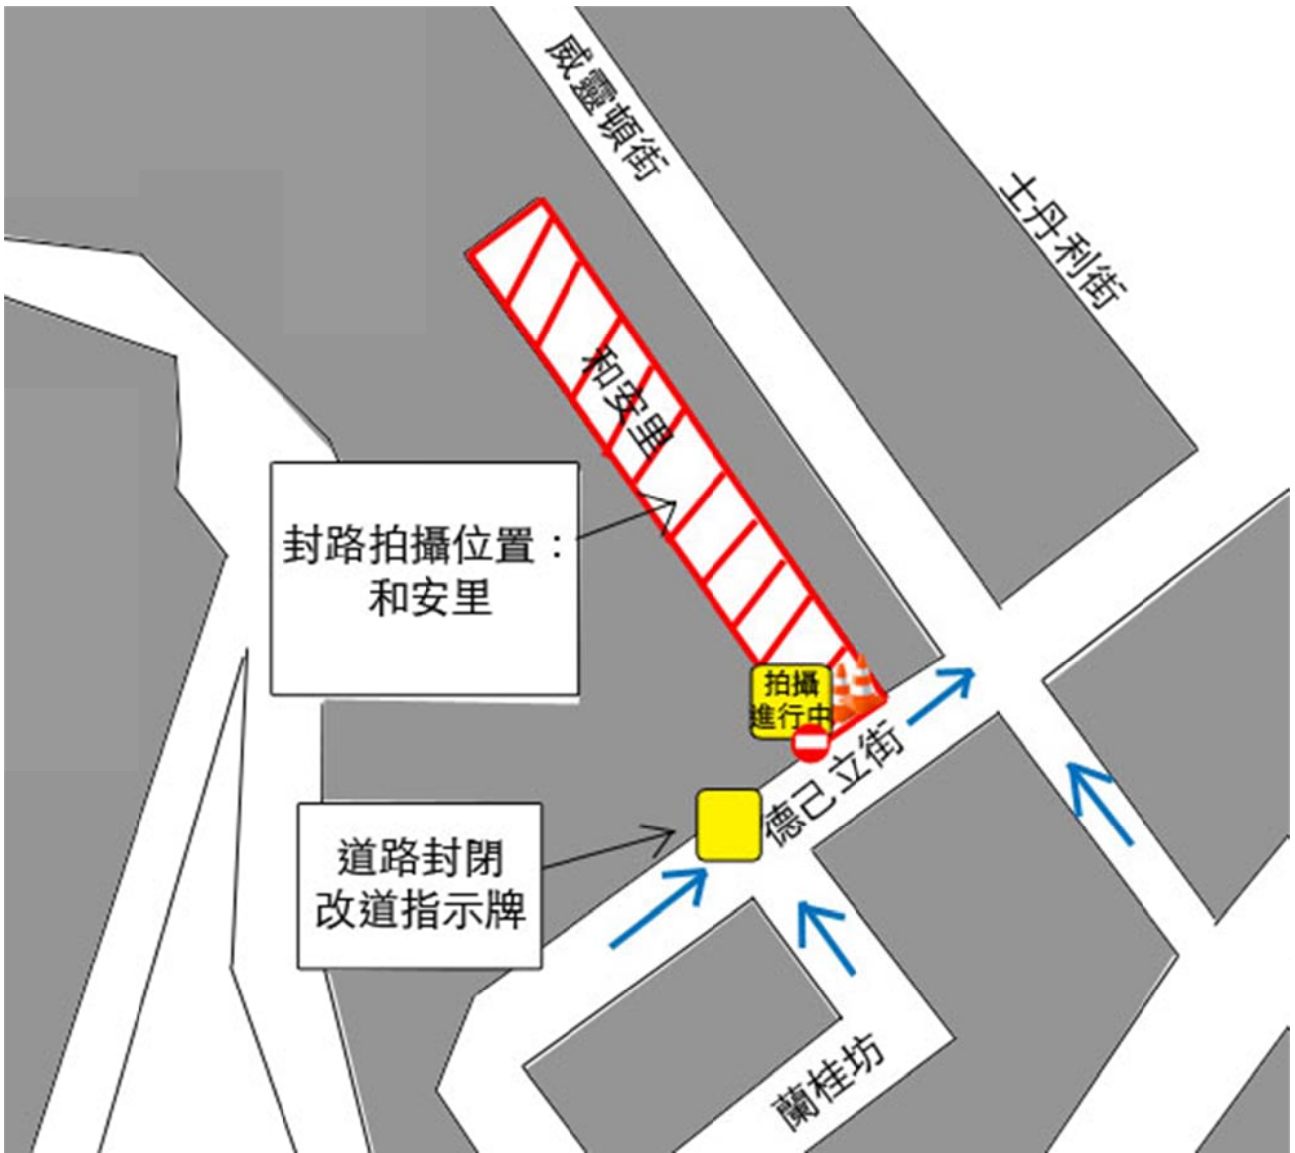 威靈頓街
士丹利街
和安里
封路拍攝位置：
和安里
拍攝
進行中
德己立街
道路封閉
改道指示牌
蘭桂坊